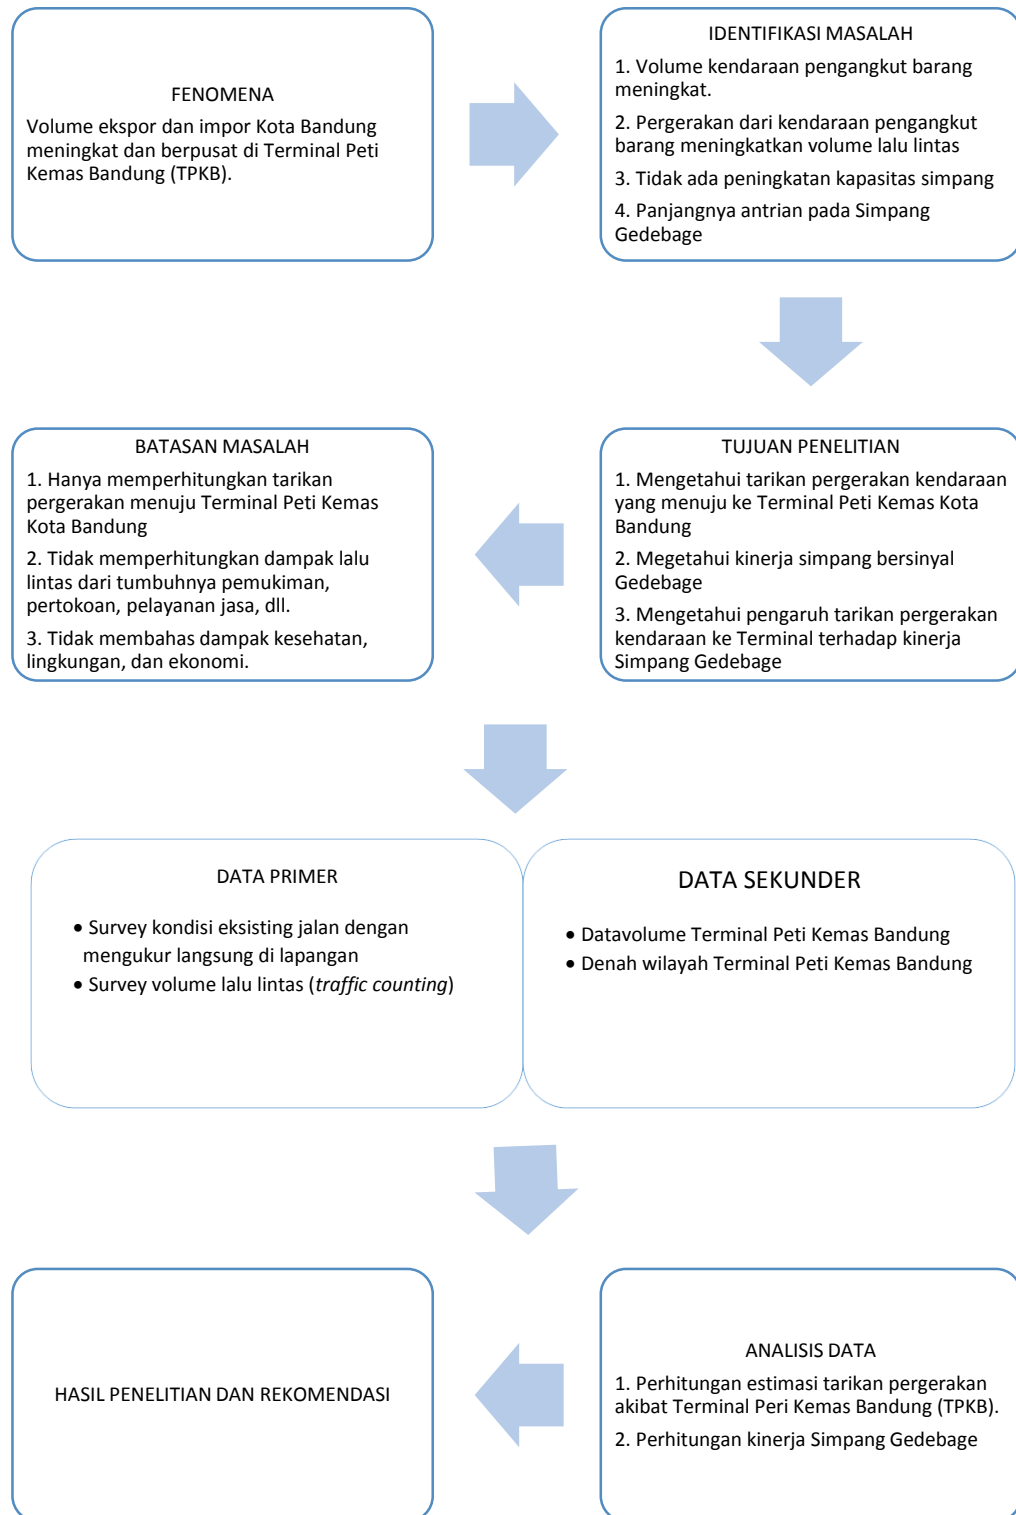 FENOMENA
Volume ekspor dan impor Kota Bandung
meningkat dan berpusat di Terminal Peti
Kemas Bandung (TPKB).
IDENTIFIKASI MASALAH
1. Volume kendaraan pengangkut barang
meningkat.
2. Pergerakan dari kendaraan pengangkut
barang meningkatkan volume lalu lintas
3. Tidak ada peningkatan kapasitas simpang
4. Panjangnya antrian pada Simpang
Gedebage
TUJUAN PENELITIAN
1. Mengetahui tarikan pergerakan kendaraan
yang menuju ke Terminal Peti Kemas Kota
Bandung
2. Megetahui kinerja simpang bersinyal
Gedebage
3. Mengetahui pengaruh tarikan pergerakan
kendaraan ke Terminal terhadap kinerja
Simpang Gedebage
BATASAN MASALAH
1. Hanya memperhitungkan tarikan
pergerakan menuju Terminal Peti Kemas
Kota Bandung
2. Tidak memperhitungkan dampak lalu
lintas dari tumbuhnya pemukiman,
pertokoan, pelayanan jasa, dll.
3. Tidak membahas dampak kesehatan,
lingkungan, dan ekonomi.
DATA PRIMER
• Survey kondisi eksisting jalan dengan
mengukur langsung di lapangan
• Survey volume lalu lintas (traffic counting)
DATA SEKUNDER
• Datavolume Terminal Peti Kemas Bandung
• Denah wilayah Terminal Peti Kemas Bandung
ANALISIS DATA
1. Perhitungan estimasi tarikan pergerakan
akibat Terminal Peri Kemas Bandung (TPKB).
2. Perhitungan kinerja Simpang Gedebage
HASIL PENELITIAN DAN REKOMENDASI